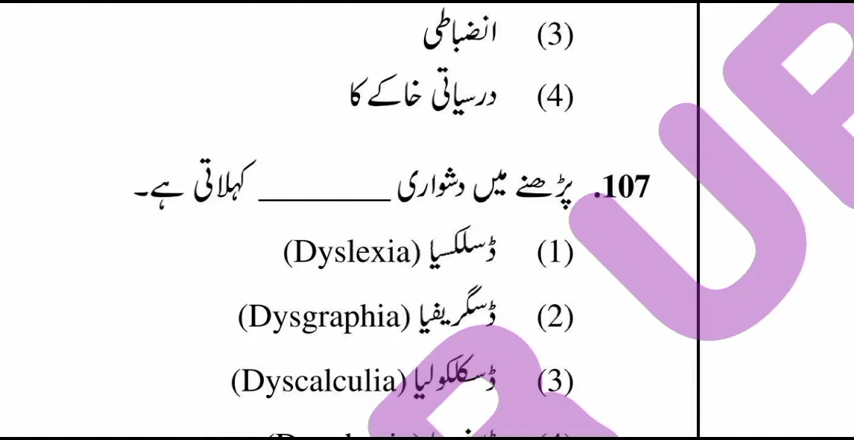 (3) انضباطی
(4) درسیاتی خاکے کا
107. پڑھنے میں دشواری _________ کہلاتی ہے۔
(1) ڈسلکسیا (Dyslexia)
(2) ڈسگریفیا (Dysgraphia)
(3) ڈسکلکولیا (Dyscalculia)